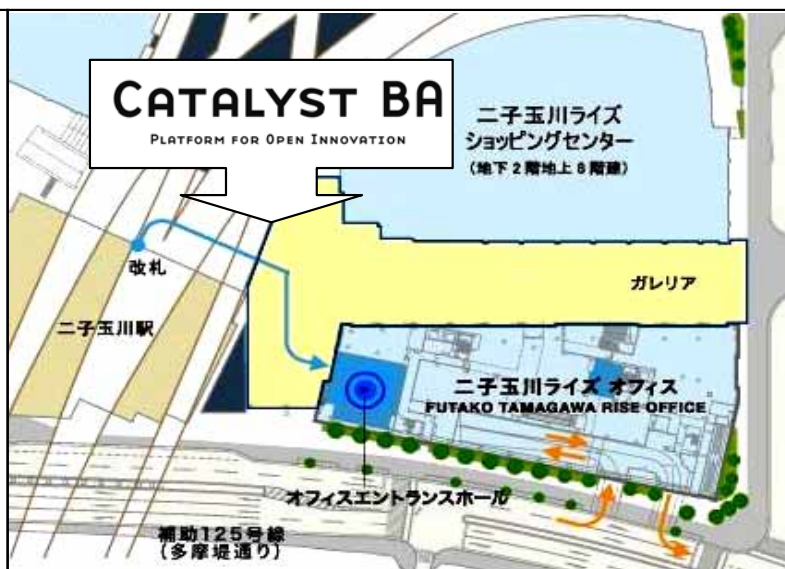 CATALYST BA
PLATFORM FOR OPEN INNOVATION
二子玉川ライズ
ショッピングセンター
(地下2階地上8階建)
改札
ガレリア
二子玉川駅
二子玉川ライズ オフィス
FUTAKO TAMAGAWA RISE OFFICE
オフィスエントランスホール
補助125号線
(多摩堤通り)